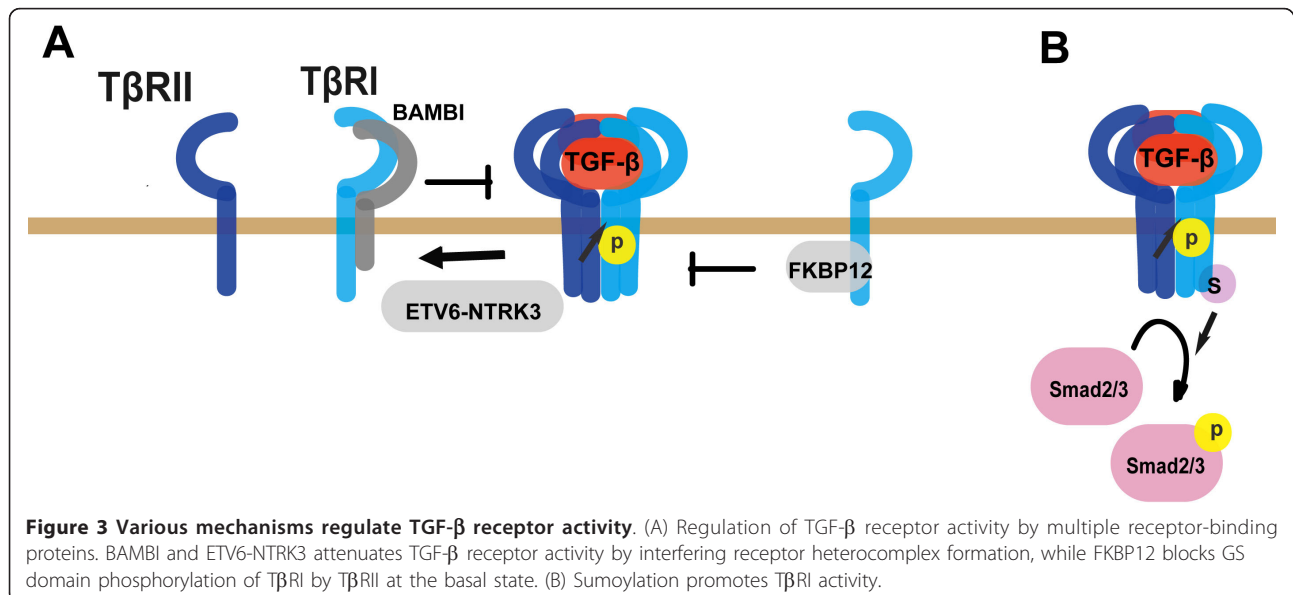 A
B
TβRII
TβRI
BAMBI
TGF-β
TGF-β
p
p
FKBP12
ETV6-NTRK3
S
Smad2/3
p
Smad2/3
Figure 3 Various mechanisms regulate TGF-β receptor activity. (A) Regulation of TGF-β receptor activity by multiple receptor-binding
proteins. BAMBI and ETV6-NTRK3 attenuates TGF-β receptor activity by interfering receptor heterocomplex formation, while FKBP12 blocks GS
domain phosphorylation of TβRI by TβRII at the basal state. (B) Sumoylation promotes TβRI activity.